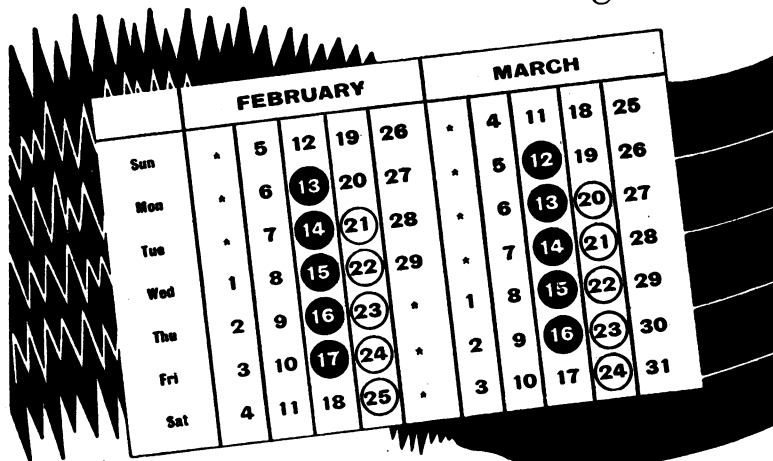 FEBRUARY MARCH
Sun * 5 12 19 26 * 4 11 18 25
Mon * 6 13 20 27 * 5 12 19 26
Tue * 7 14 21 28 * 6 13 20 27
Wed 1 8 15 22 29 * 7 14 21 28
Thu 2 9 16 23 * 1 8 15 22 29
Fri 3 10 17 24 * 2 9 16 23 30
Sat 4 11 18 25 * 3 10 17 24 31